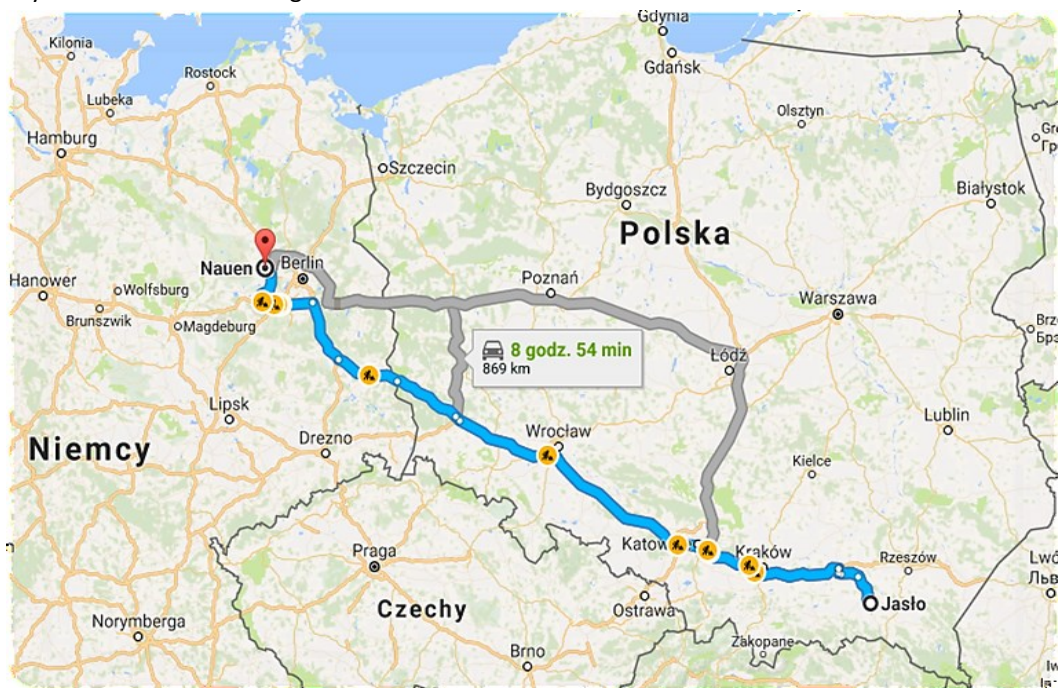 Gdynia
Kilonia
Gdańsk
Rostock
Lubeka
Olsztyn
Hamburg
Szczecin
Bydgoszcz
Białystok
Polska
Nauen
Berlin
Poznań
Hanower
Wolfsburg
Warszawa
Brunszwik
Magdeburg
8 godz. 54 min
869 km
Łódź
Lipsk
Lublin
Wrocław
Niemcy
Drezno
Kielce
Praga
Kraków
Rzeszów
Czechy
Ostrawa
Jasło
Norymberga
Zakopane
Brno